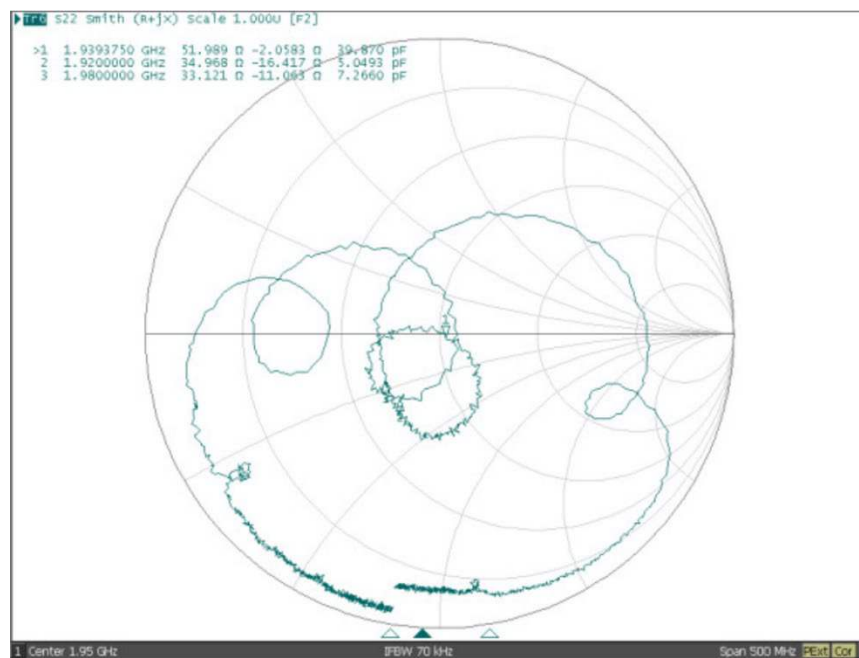 Tr6 S22 Smith (R+jX) Scale 1.000U [F2]
>1 1.9393750 GHz 51.989 Ω -2.0583 Ω 39.870 pF
2 1.9200000 GHz 34.968 Ω -16.417 Ω 5.0493 pF
3 1.9800000 GHz 33.121 Ω -11.063 Ω 7.2660 pF
1 Center 1.95 GHz IFBW 70 kHz Span 500 MHz PExt Cor